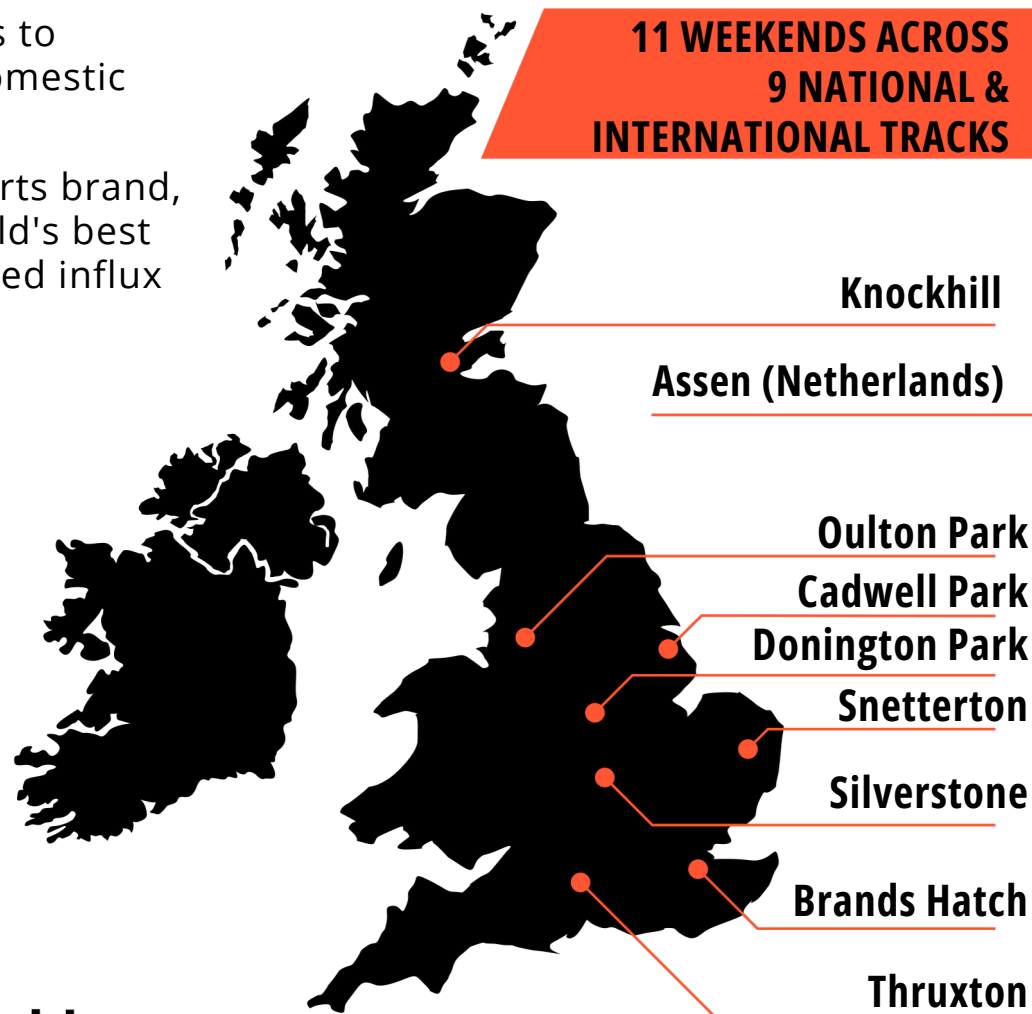 s to
omestic
rts brand,
ld's best
ed influx
11 WEEKENDS ACROSS
9 NATIONAL &
INTERNATIONAL TRACKS
Knockhill
Assen (Netherlands)
Oulton Park
Cadwell Park
Donington Park
Snetterton
Silverstone
Brands Hatch
Thruxton